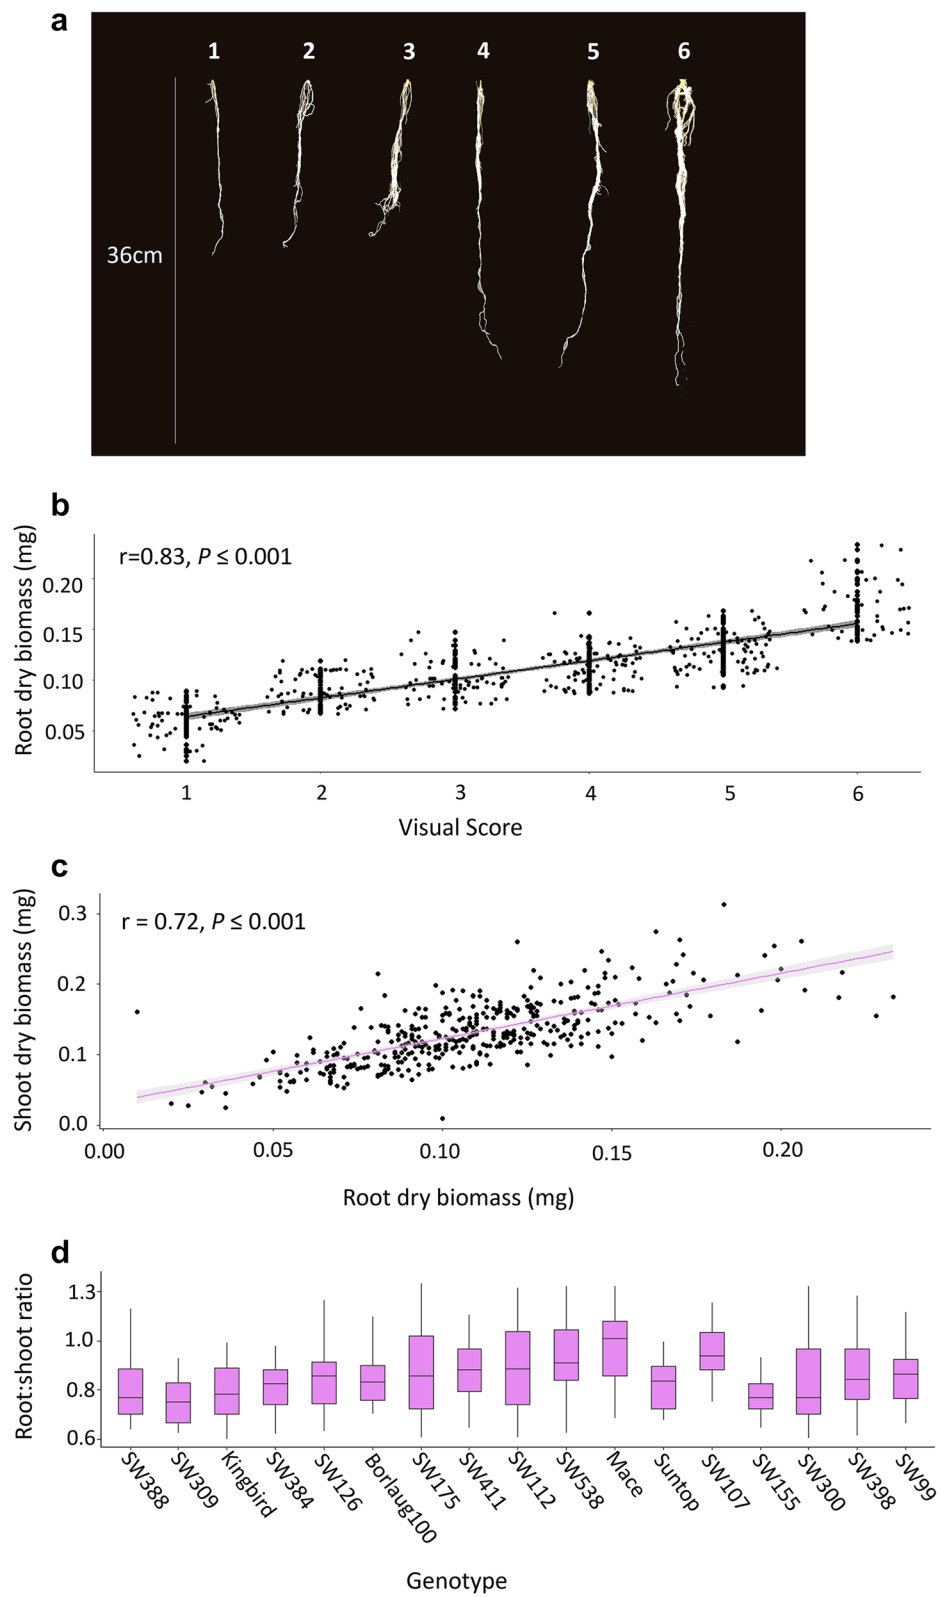 a
1 2 3 4 5 6
36cm
b
r=0.83, P ≤ 0.001
Root dry biomass (mg)
0.20
0.15
0.10
0.05
1 2 3 4 5 6
Visual Score
c
r = 0.72, P ≤ 0.001
Shoot dry biomass (mg)
0.3
0.2
0.1
0.0
0.00 0.05 0.10 0.15 0.20
Root dry biomass (mg)
d
Root:shoot ratio
1.3
1.0
0.8
0.6
SW388 SW309 Kingbird SW384 SW126 Borlaug100 SW175 SW411 SW112 SW538 Mace Suntop SW107 SW155 SW300 SW398 SW99
Genotype